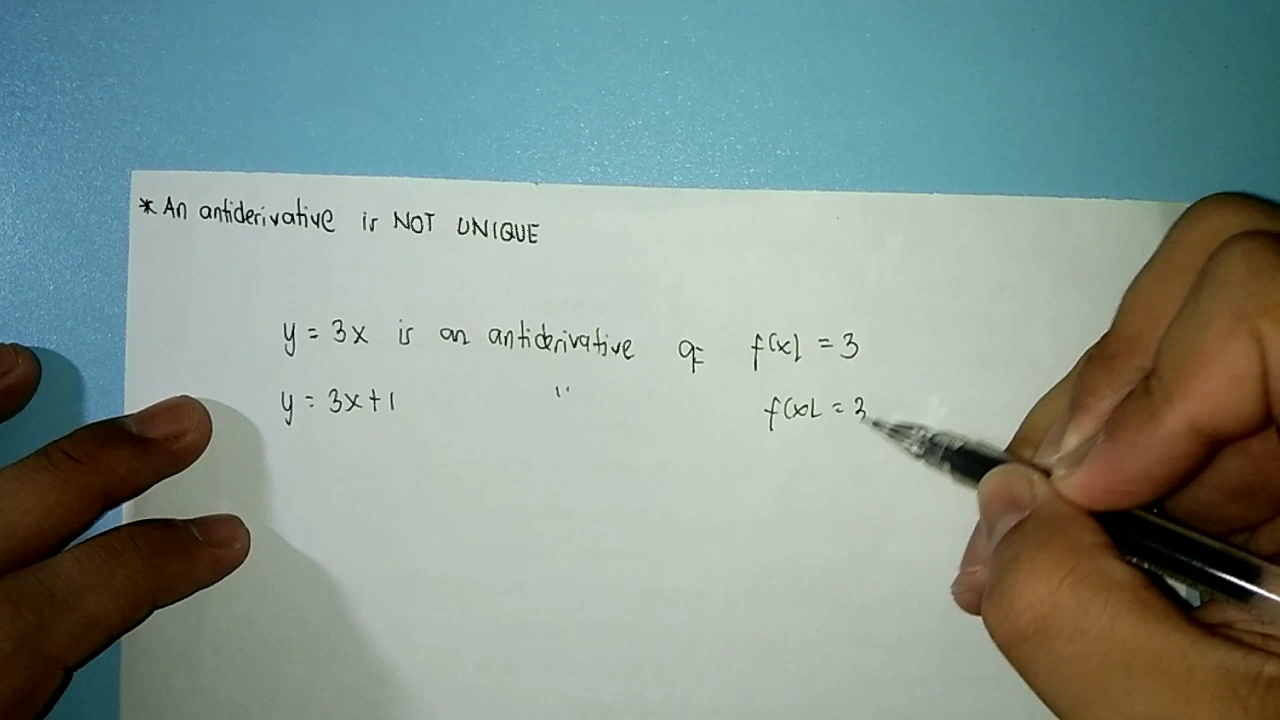 * An antiderivative is NOT UNIQUE
y = 3x is an antiderivative of f(x) = 3
y = 3x+1 " f(x) = 3